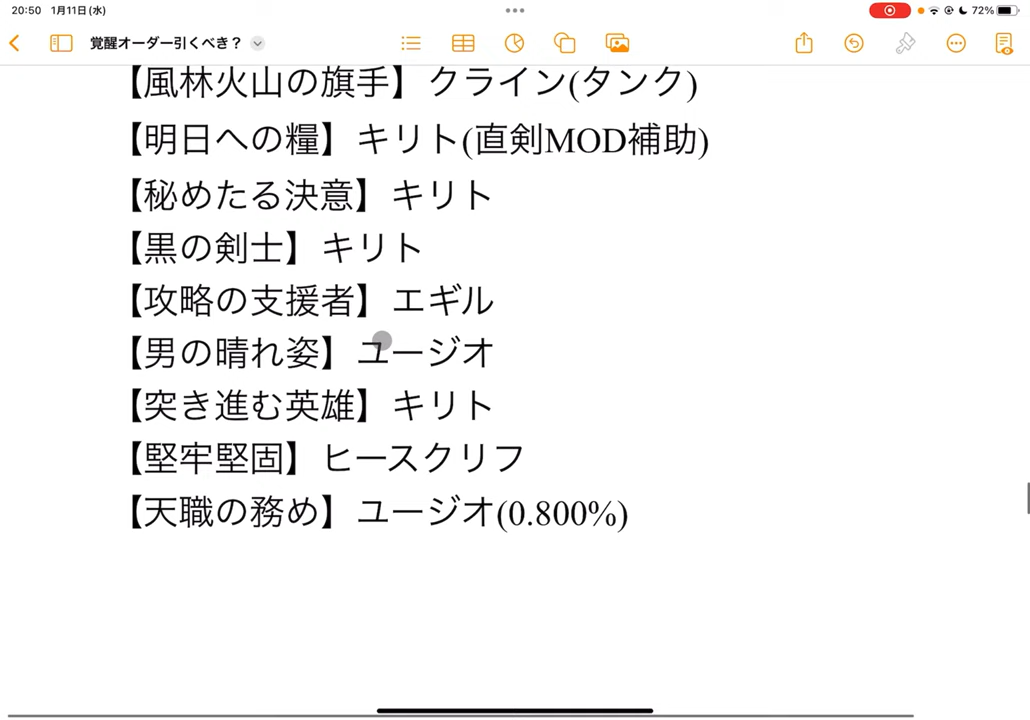 20:50 1月11日(水)
72%
覚醒オーダー引くべき？
【風林火山の旗手】クライン(タンク)
【明日への糧】キリト(直剣MOD補助)
【秘めたる決意】キリト
【黒の剣士】キリト
【攻略の支援者】エギル
【男の晴れ姿】ユージオ
【突き進む英雄】キリト
【堅牢堅固】ヒースクリフ
【天職の務め】ユージオ(0.800%)